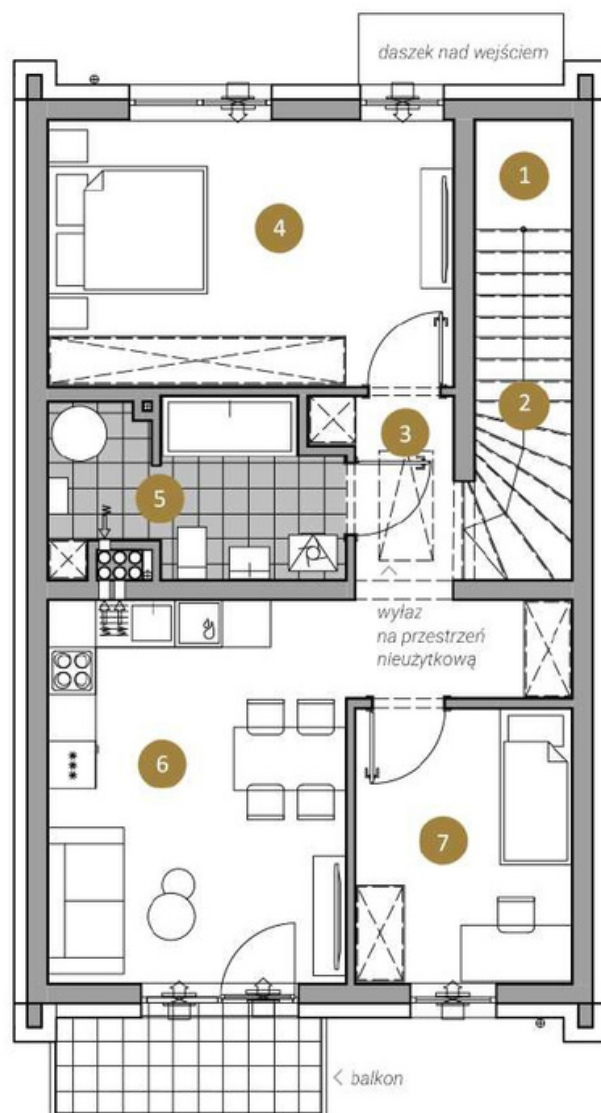 daszek nad wejściem
1
4
2
3
5
W
wyłaz
na przestrzeń
nieużytkową
6
7
< balkon